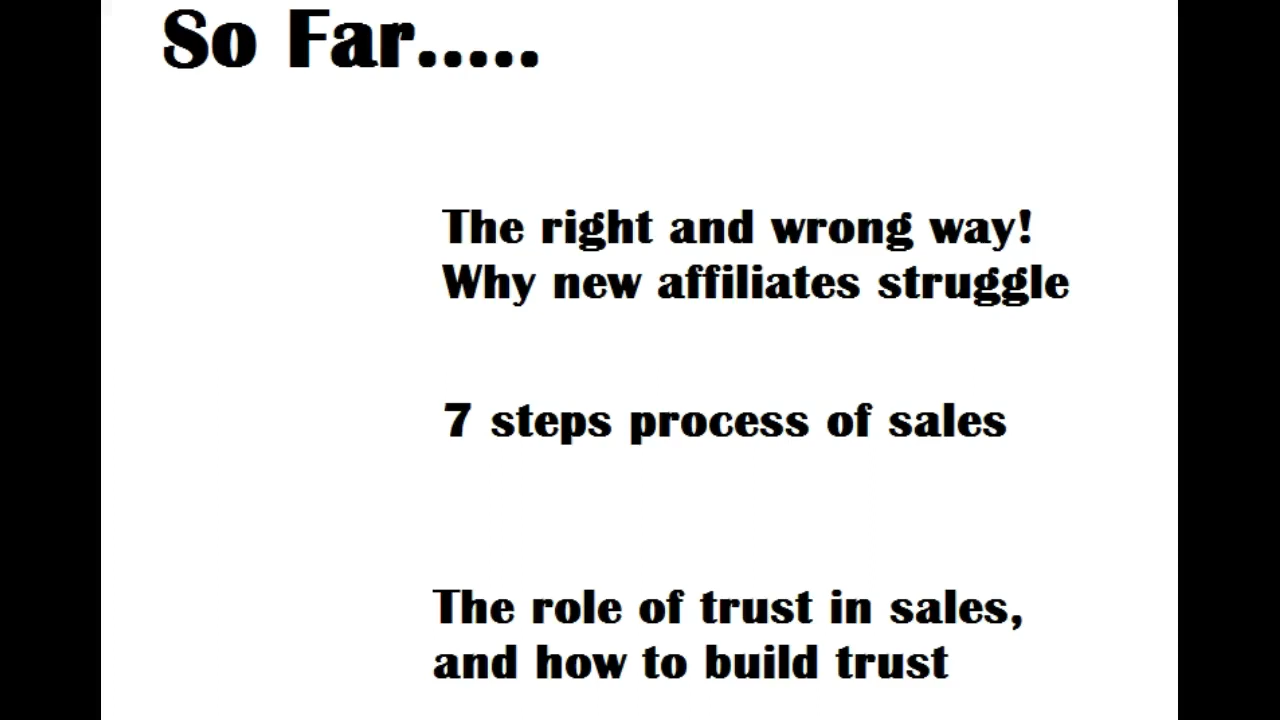 So Far.....
The right and wrong way!
Why new affiliates struggle
7 steps process of sales
The role of trust in sales,
and how to build trust